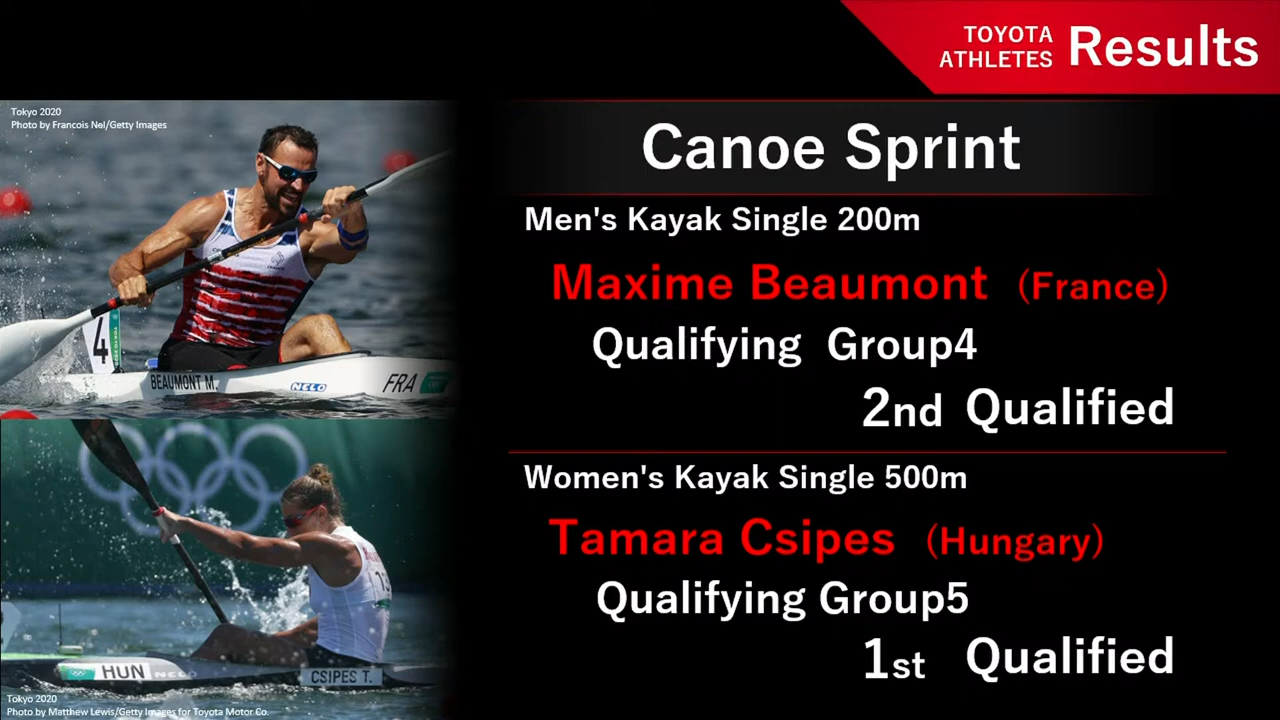 TOYOTA
ATHLETES
Results
Tokyo 2020
Photo by Francois Nel/Getty Images
4
BEAUMONT M.
NELO
FRA
Canoe Sprint
Men's Kayak Single 200m
Maxime Beaumont (France)
Qualifying Group4
2nd Qualified
HUN
NELO
CSIPES T.
Tokyo 2020
Photo by Matthew Lewis/Getty Images for Toyota Motor Co.
Women's Kayak Single 500m
Tamara Csipes (Hungary)
Qualifying Group5
1st Qualified